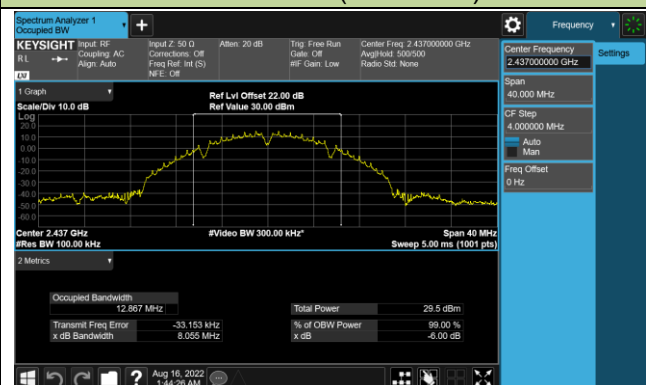 Spectrum Analyzer 1
Occupied BW
Frequency
KEYSIGHT
RL
LXI
Input: RF
Coupling: AC
Align: Auto
Input Z: 50 Ω
Corrections: Off
Freq Ref: Int (S)
NFE: Off
Atten: 20 dB
Trig: Free Run
Gate: Off
#IF Gain: Low
Center Freq: 2.437000000 GHz
Avg|Hold: 500/500
Radio Std: None
Center Frequency
2.437000000 GHz
Settings
Span
40.000 MHz
CF Step
4.000000 MHz
Auto
Man
Freq Offset
0 Hz
1 Graph
Scale/Div 10.0 dB
Ref Lvl Offset 22.00 dB
Ref Value 30.00 dBm
Log
20.0
10.0
0.00
-10.0
-20.0
-30.0
-40.0
-50.0
-60.0
Center 2.437 GHz
#Res BW 100.00 kHz
#Video BW 300.00 kHz*
Span 40 MHz
Sweep 5.00 ms (1001 pts)
2 Metrics
Occupied Bandwidth
12.867 MHz
Total Power 29.5 dBm
Transmit Freq Error -33.153 kHz
% of OBW Power 99.00 %
x dB Bandwidth 8.055 MHz
x dB -6.00 dB
Aug 16, 2022
1:44:26 AM